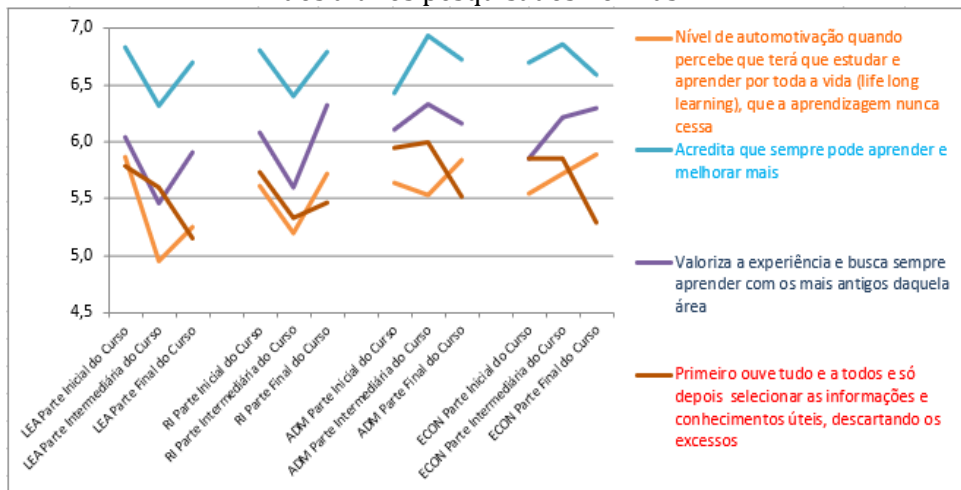 dos alunos pesquisados no Mus
7,0
6,5
6,0
5,5
5,0
4,5
LEA Parte Inicial do Curso
LEA Parte Intermediária do Curso
LEA Parte Final do Curso
RI Parte Inicial do Curso
RI Parte Intermediária do Curso
RI Parte Final do Curso
ADM Parte Inicial do Curso
ADM Parte Intermediária do Curso
ADM Parte Final do Curso
ECON Parte Inicial do Curso
ECON Parte Intermediária do Curso
ECON Parte Final do Curso
Nível de automotivação quando
percebe que terá que estudar e
aprender por toda a vida (life long
learning), que a aprendizagem nunca
cessa
Acredita que sempre pode aprender e
melhorar mais
Valoriza a experiência e busca sempre
aprender com os mais antigos daquela
área
Primeiro ouve tudo e a todos e só
depois selecionar as informações e
conhecimentos úteis, descartando os
excessos